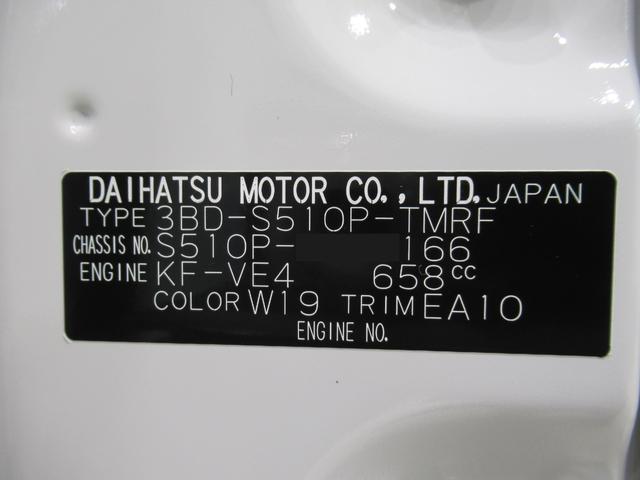 DAIHATSU MOTOR CO., LTD. JAPAN
TYPE 3BD-S510P-TMRF
CHASSIS NO. S510P- 166
ENGINE KF-VE4 658cc
COLOR W19 TRIM EA10
ENGINE NO.